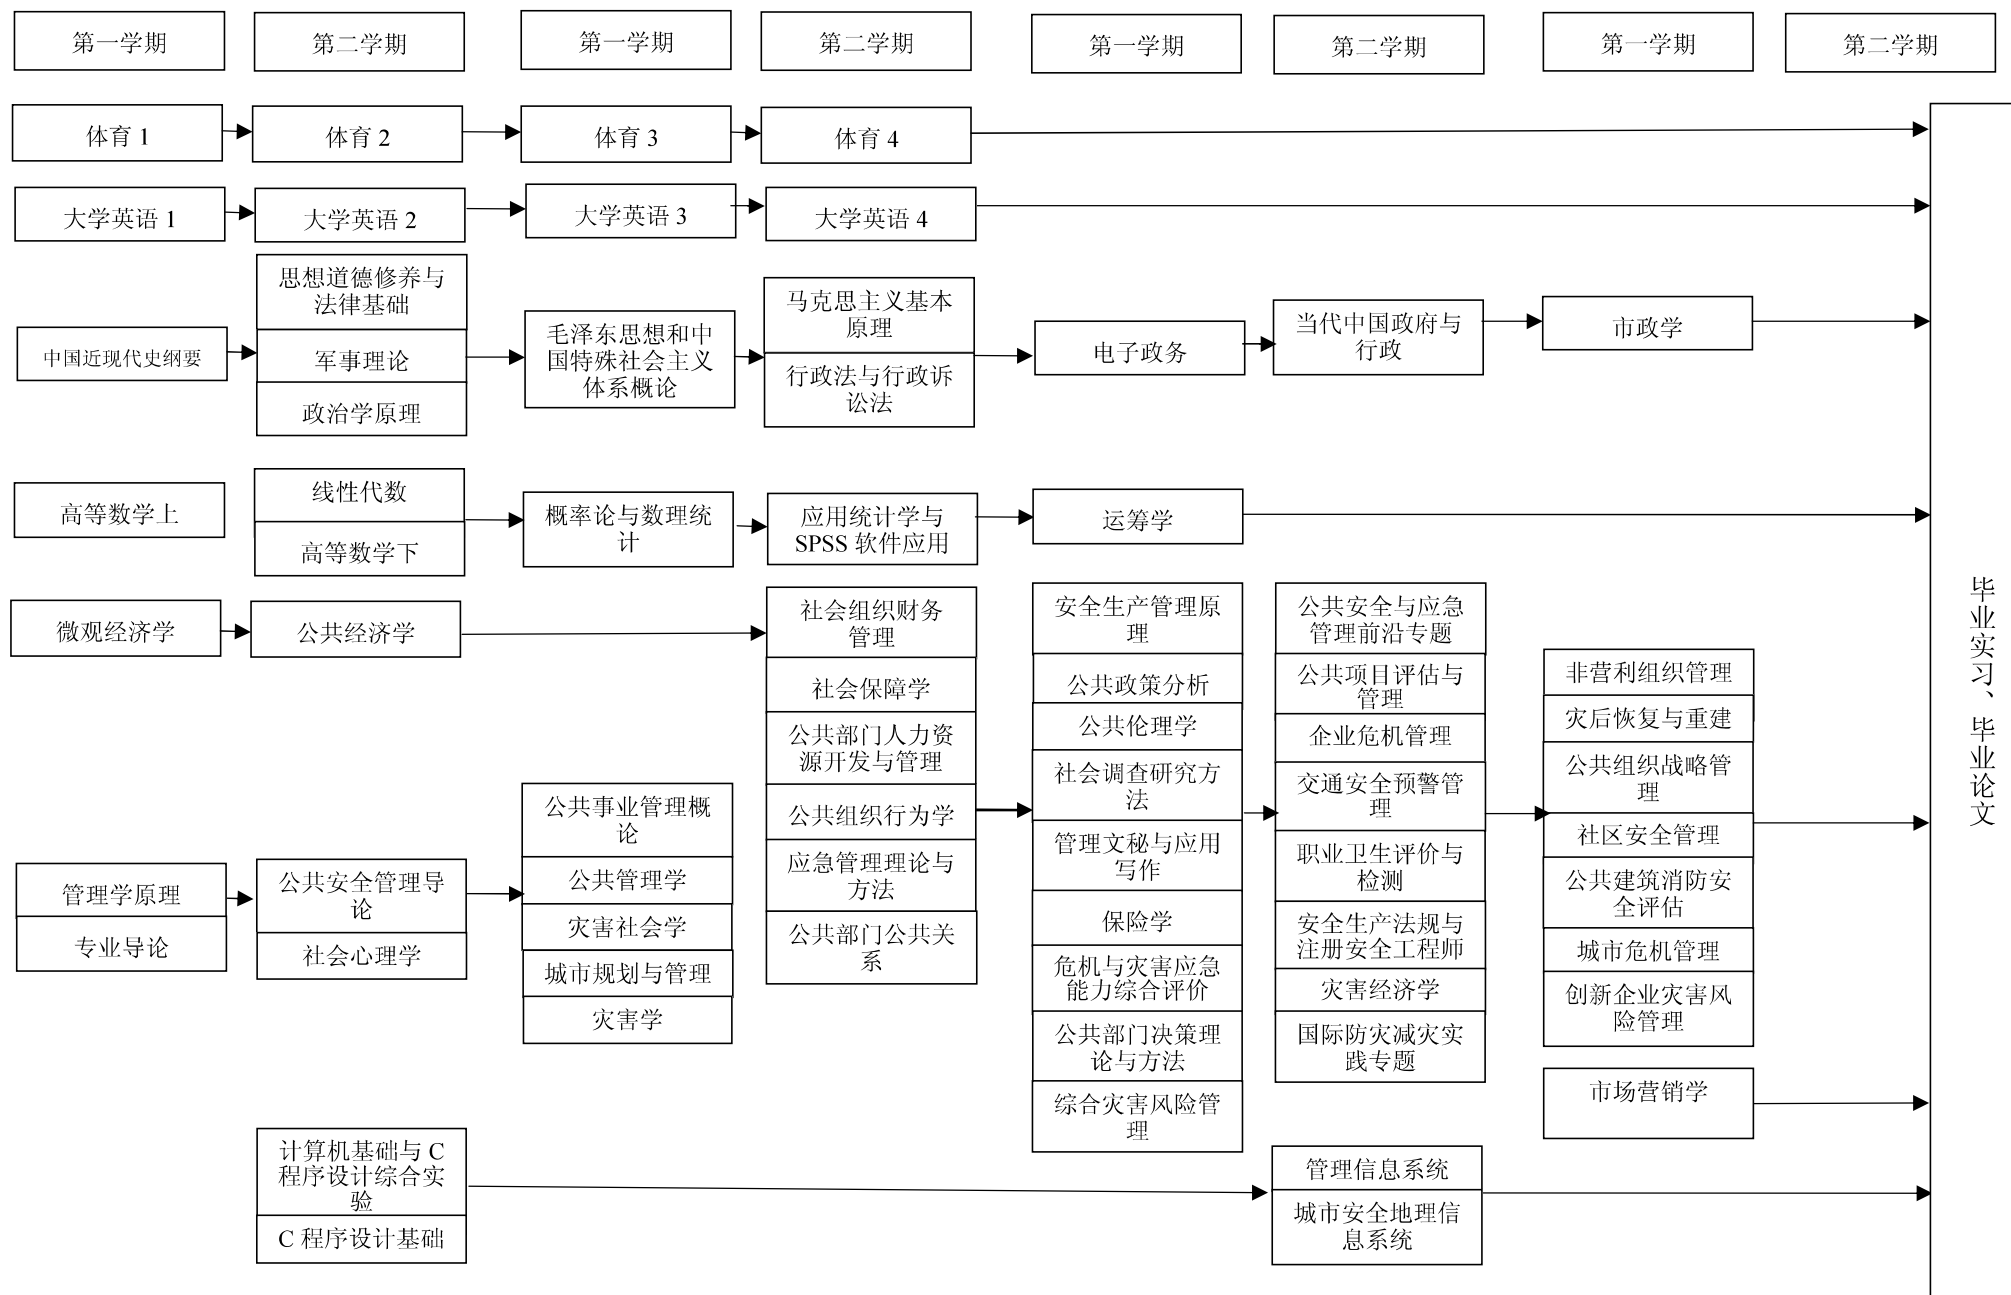 第一学期
第二学期
第一学期
第二学期
第一学期
第二学期
第一学期
第二学期
体育 1
体育 2
体育 3
体育 4
大学英语 1
大学英语 2
大学英语 3
大学英语 4
中国近现代史纲要
思想道德修养与
法律基础
军事理论
政治学原理
毛泽东思想和中
国特殊社会主义
体系概论
马克思主义基本
原理
行政法与行政诉
讼法
电子政务
当代中国政府与
行政
市政学
高等数学上
线性代数
高等数学下
概率论与数理统
计
应用统计学与
SPSS 软件应用
运筹学
微观经济学
公共经济学
管理学原理
专业导论
公共安全管理导
论
社会心理学
公共事业管理概
论
公共管理学
灾害社会学
城市规划与管理
灾害学
社会组织财务
管理
社会保障学
公共部门人力资
源开发与管理
公共组织行为学
应急管理理论与
方法
公共部门公共关
系
安全生产管理原
理
公共政策分析
公共伦理学
社会调查研究方
法
管理文秘与应用
写作
保险学
危机与灾害应急
能力综合评价
公共部门决策理
论与方法
综合灾害风险管
理
公共安全与应急
管理前沿专题
公共项目评估与
管理
企业危机管理
交通安全预警管
理
职业卫生评价与
检测
安全生产法规与
注册安全工程师
灾害经济学
国际防灾减灾实
践专题
非营利组织管理
灾后恢复与重建
公共组织战略管
理
社区安全管理
公共建筑消防安
全评估
城市危机管理
创新企业灾害风
险管理
市场营销学
计算机基础与 C
程序设计综合实
验
C 程序设计基础
管理信息系统
城市安全地理信
息系统
毕业实习、毕业论文